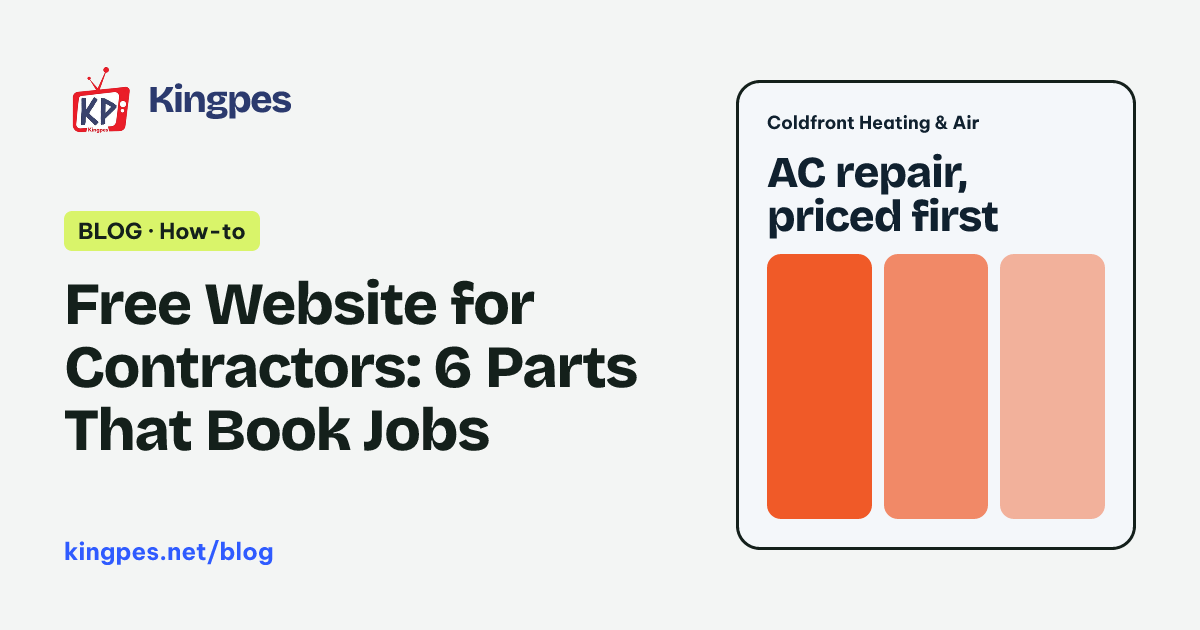 KP
Kingpes
Kingpes
BLOG · How-to
Free Website for
Contractors: 6 Parts
That Book Jobs
kingpes.net/blog
Coldfront Heating & Air
AC repair,
priced first